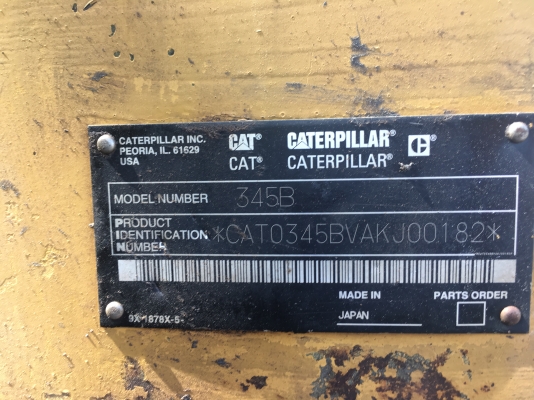 CATERPILLAR INC.
PEORIA, IL. 61629
USA
CAT® CATERPILLAR® C®
CAT® CATERPILLAR®
MODEL NUMBER 345B
PRODUCT
IDENTIFICATION *CAT0345BVAKJ00182*
NUMBER
MADE IN PARTS ORDER
JAPAN
9X-1878X-5